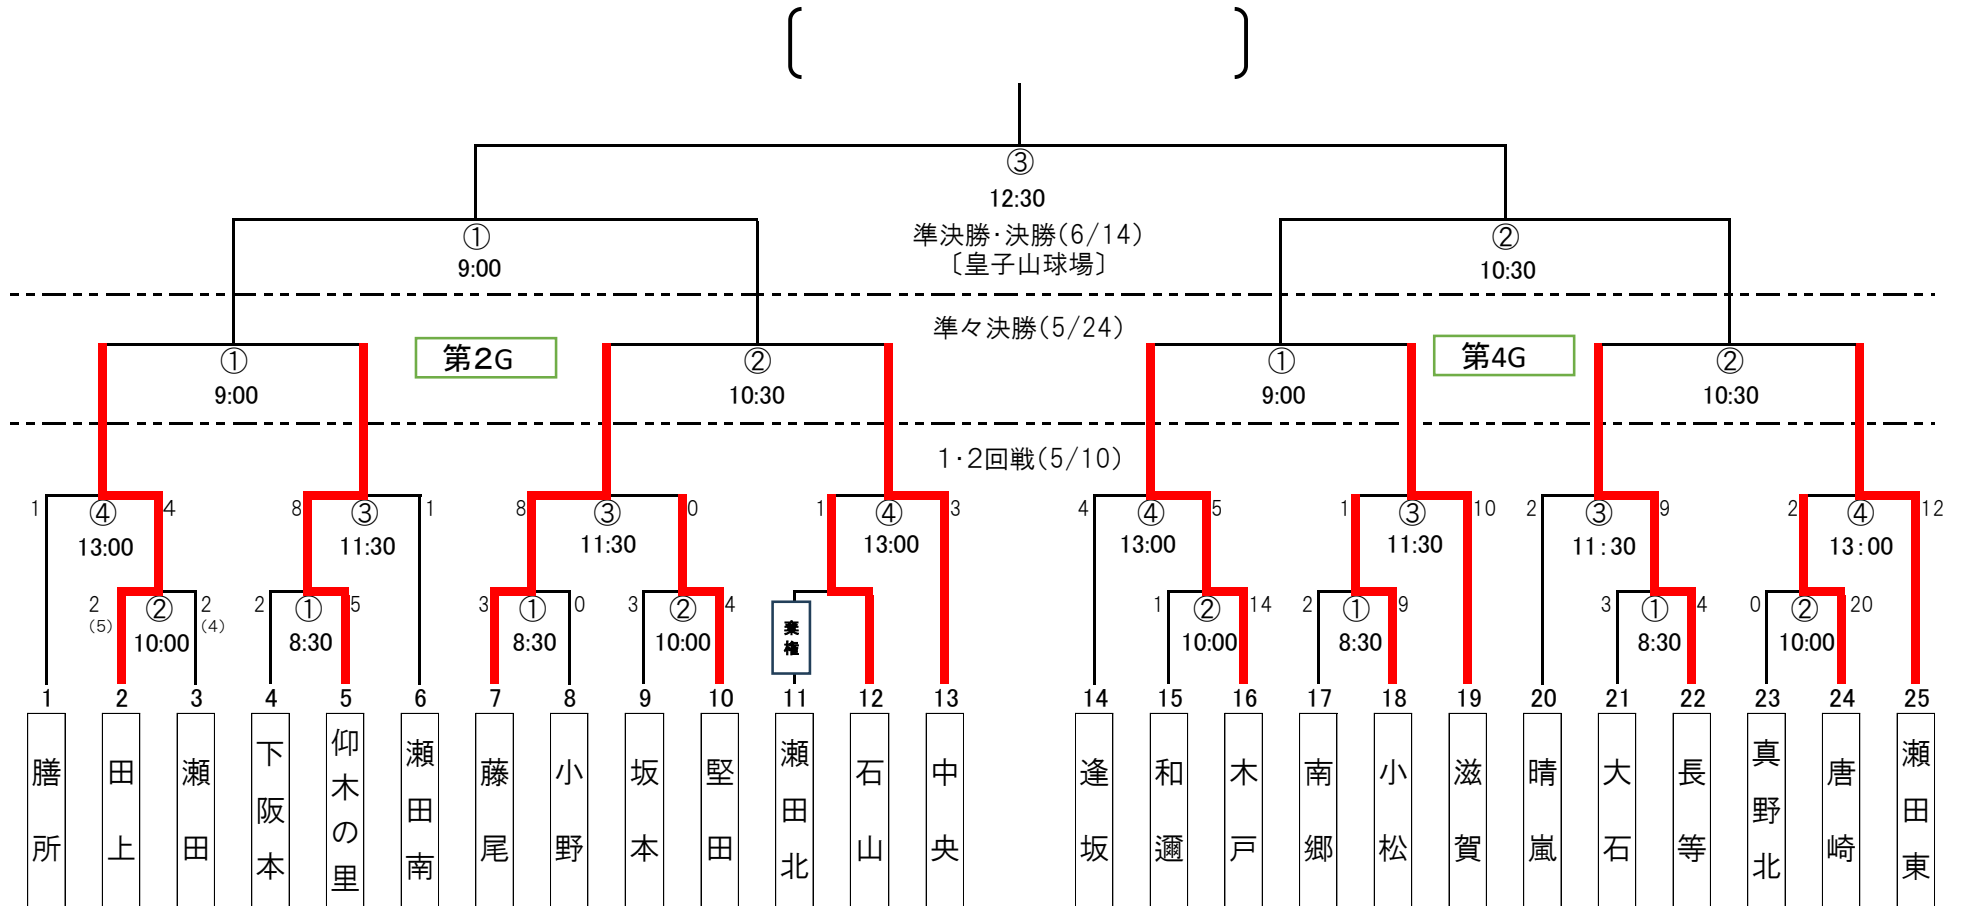 ③
12:30
① ②
準決勝・決勝(6/14)
9:00 〔皇子山球場〕 10:30
準々決勝(5/24)
① 第2G ② ① 第4G ②
9:00 10:30 9:00 10:30
1・2回戦(5/10)
1 ④ 4 8 ③ 1 8 ③ 0 1 ④ 3 4 ④ 5 1 ③ 10 2 ③ 9 2 ④ 12
13:00 11:30 11:30 13:00 13:00 11:30 11:30 13:00
2 ② 2 2 ① 5 3 ① 0 3 ② 4 1 ② 14 2 ① 9 3 ① 4 0 ② 20
(5) (4) 棄権
10:00 8:30 8:30 10:00 10:00 8:30 8:30 10:00
1 2 3 4 5 6 7 8 9 10 11 12 13 14 15 16 17 18 19 20 21 22 23 24 25
膳所
田上
瀬田
下阪本
仰木の里
瀬田南
藤尾
小野
坂本
堅田
瀬田北
石山
中央
逢坂
和邇
木戸
南郷
小松
滋賀
晴嵐
大石
長等
真野北
唐崎
瀬田東